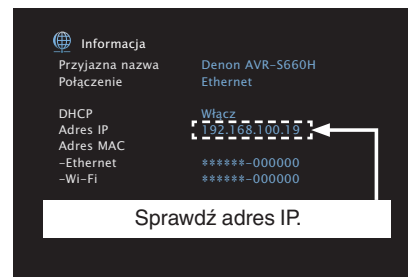 Informacja
Przyjazna nazwa Denon AVR-S660H
Połączenie Ethernet
DHCP Włącz
Adres IP 192.168.100.19
Adres MAC
-Ethernet ******-000000
-Wi-Fi ******-000000
Sprawdź adres IP.